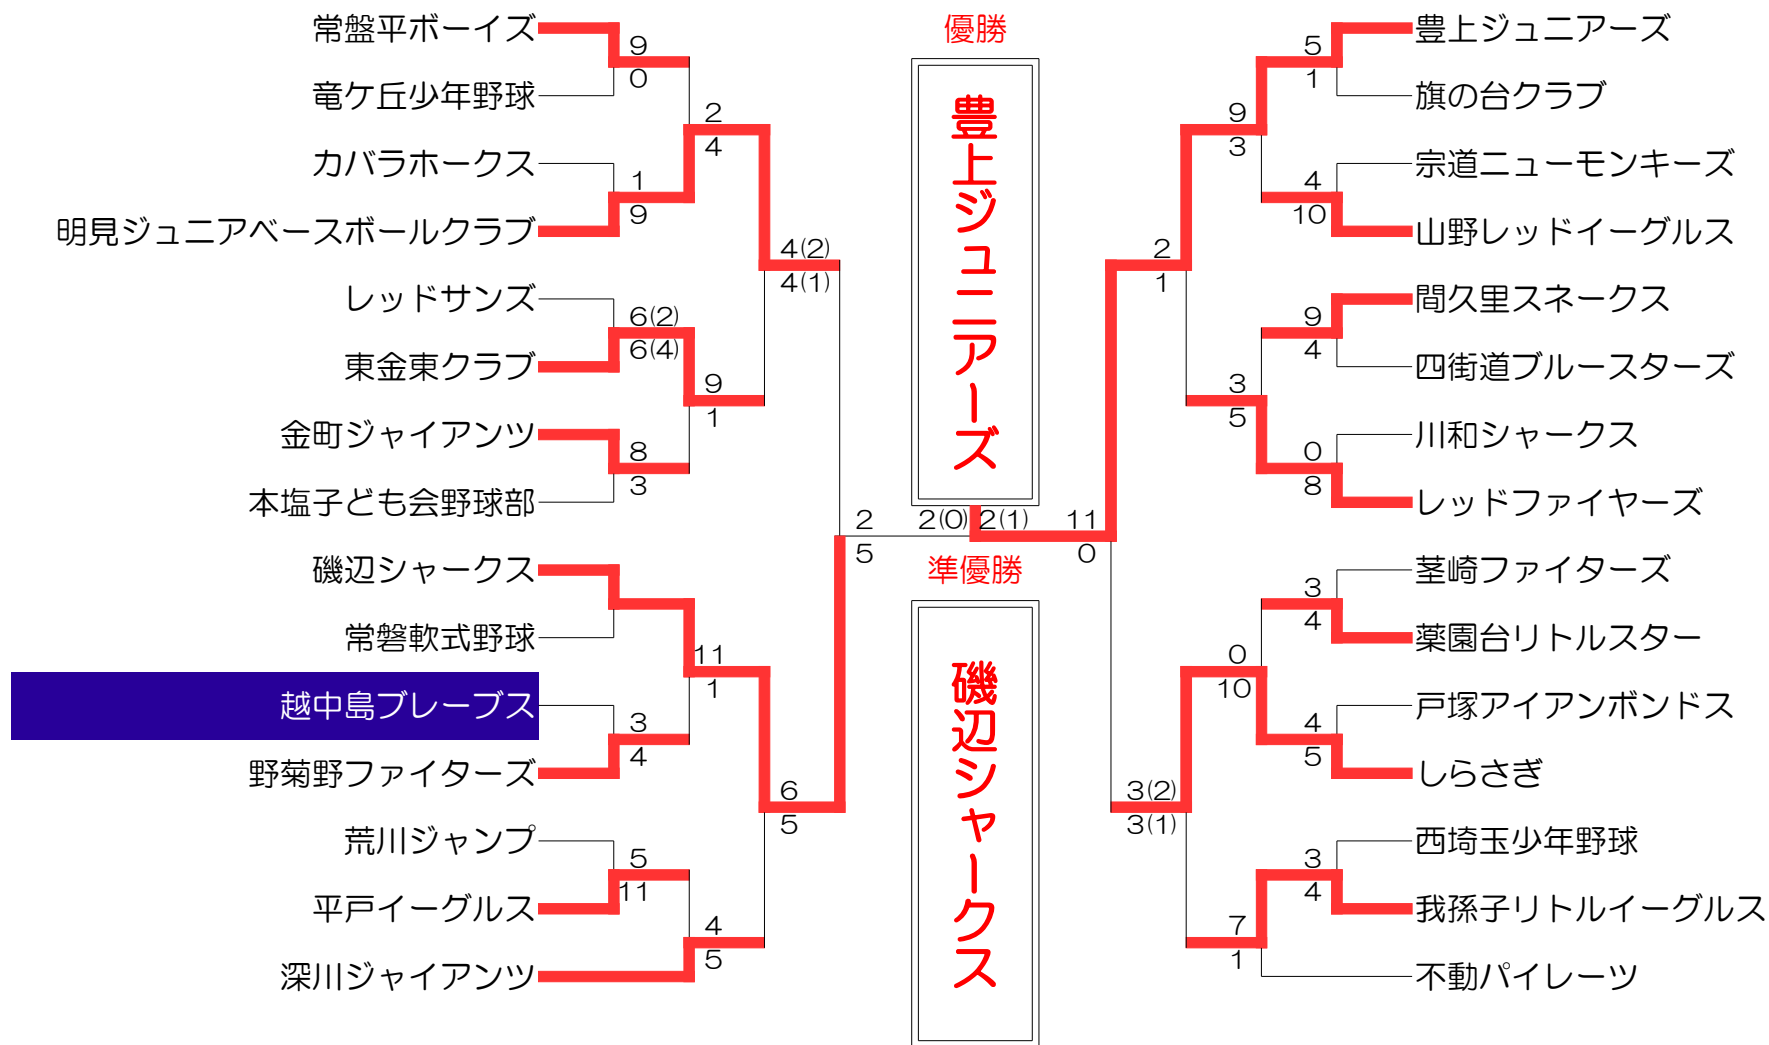 優勝
豊上ジュニアーズ
準優勝
磯辺シャークス
常盤平ボーイズ
9
0
竜ケ丘少年野球
2
4
カバラホークス
1
9
明見ジュニアベースボールクラブ
4(2)
4(1)
レッドサンズ
6(2)
6(4)
東金東クラブ
9
1
金町ジャイアンツ
8
3
本塩子ども会野球部
2
5
2(0)
2(1)
磯辺シャークス
常磐軟式野球
11
1
越中島ブレーブス
3
4
野菊野ファイターズ
6
5
荒川ジャンプ
5
11
平戸イーグルス
4
5
深川ジャイアンツ
豊上ジュニアーズ
5
1
旗の台クラブ
9
3
宗道ニューモンキーズ
4
10
山野レッドイーグルス
2
1
間久里スネークス
9
4
四街道ブルースターズ
3
5
川和シャークス
0
8
レッドファイヤーズ
11
0
茎崎ファイターズ
3
4
薬園台リトルスター
0
10
戸塚アイアンボンドス
4
5
しらさぎ
3(2)
3(1)
西埼玉少年野球
3
4
我孫子リトルイーグルス
7
1
不動パイレーツ